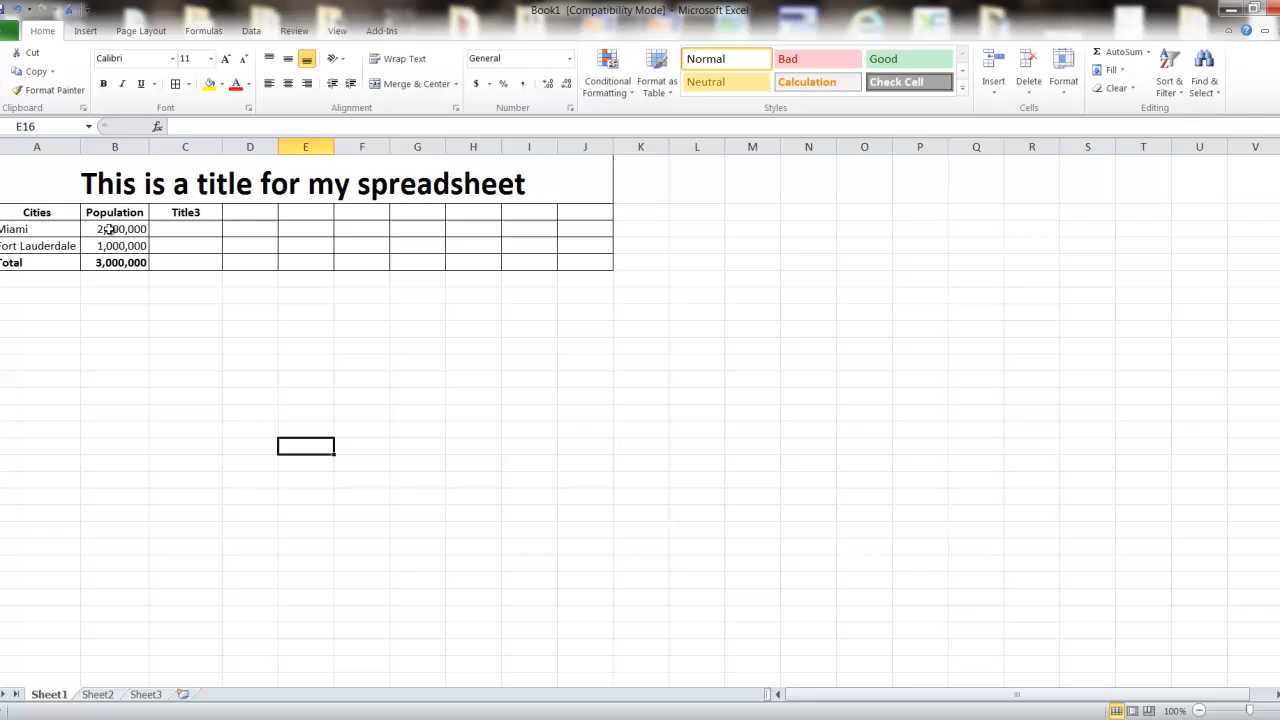 Book1 [Compatibility Mode] - Microsoft Excel
Home Insert Page Layout Formulas Data Review View Add-Ins
Cut Calibri 11 Wrap Text General Normal Bad Good AutoSum
Copy Fill
Format Painter B I U Merge & Center $ % , Conditional Formatting Format as Table Neutral Calculation Check Cell Insert Delete Format Clear Sort & Filter Find & Select
Clipboard Font Alignment Number Styles Cells Editing
E16 fx
A B C D E F G H I J K L M N O P Q R S T U V
This is a title for my spreadsheet
Cities Population Title3
Miami
Fort Lauderdale 1,000,000
Total 3,000,000
Sheet1 Sheet2 Sheet3
100%